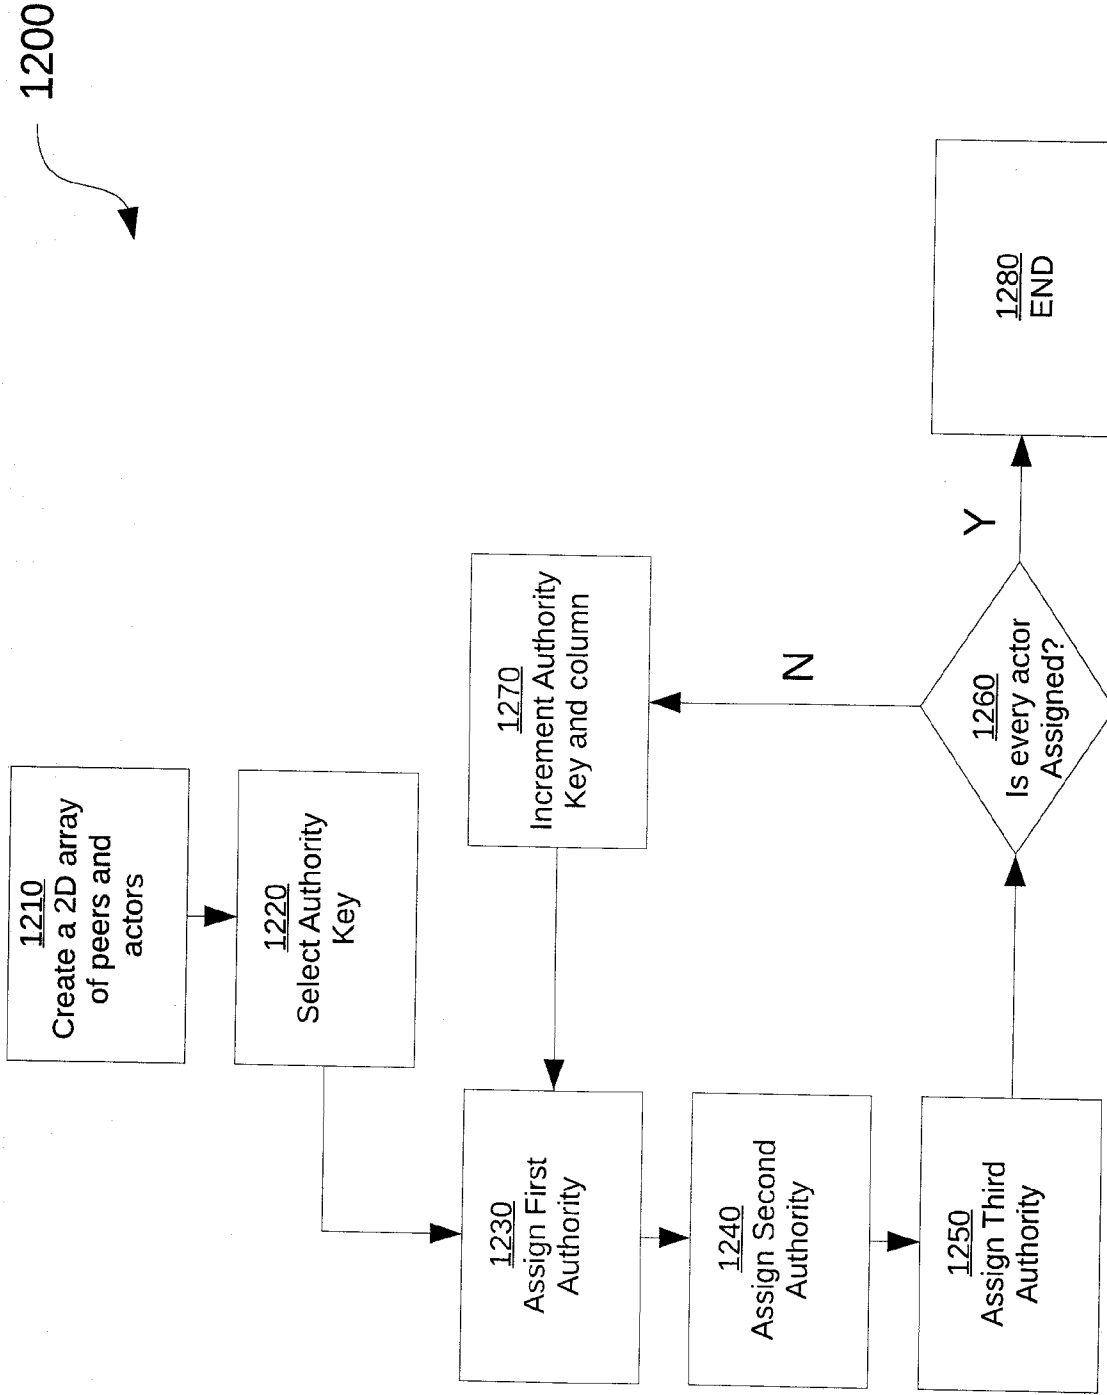 1200
1210
Create a 2D array
of peers and
actors
1220
Select Authority
Key
1230
Assign First
Authority
1240
Assign Second
Authority
1250
Assign Third
Authority
1260
Is every actor
Assigned?
N
1270
Increment Authority
Key and column
Y
1280
END